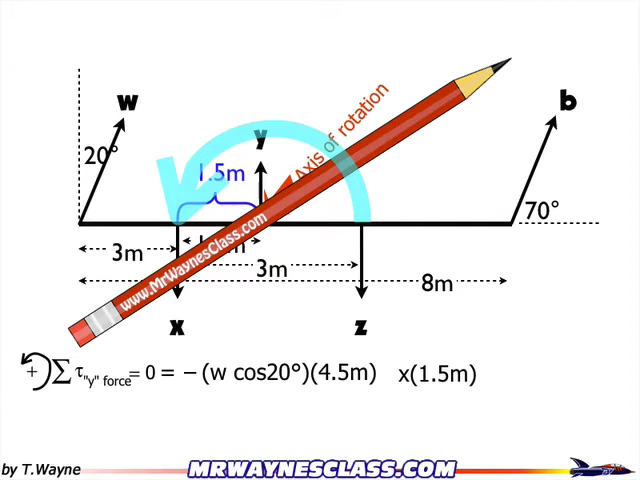 w
b
y
Axis of rotation
20°
1.5m
70°
3m
3m
8m
www.MrWaynesClass.com
x
z
+ ∑ τ "y" force = 0 = – (w cos20°)(4.5m) x(1.5m)
by T.Wayne
MRWAYNESCLASS.COM